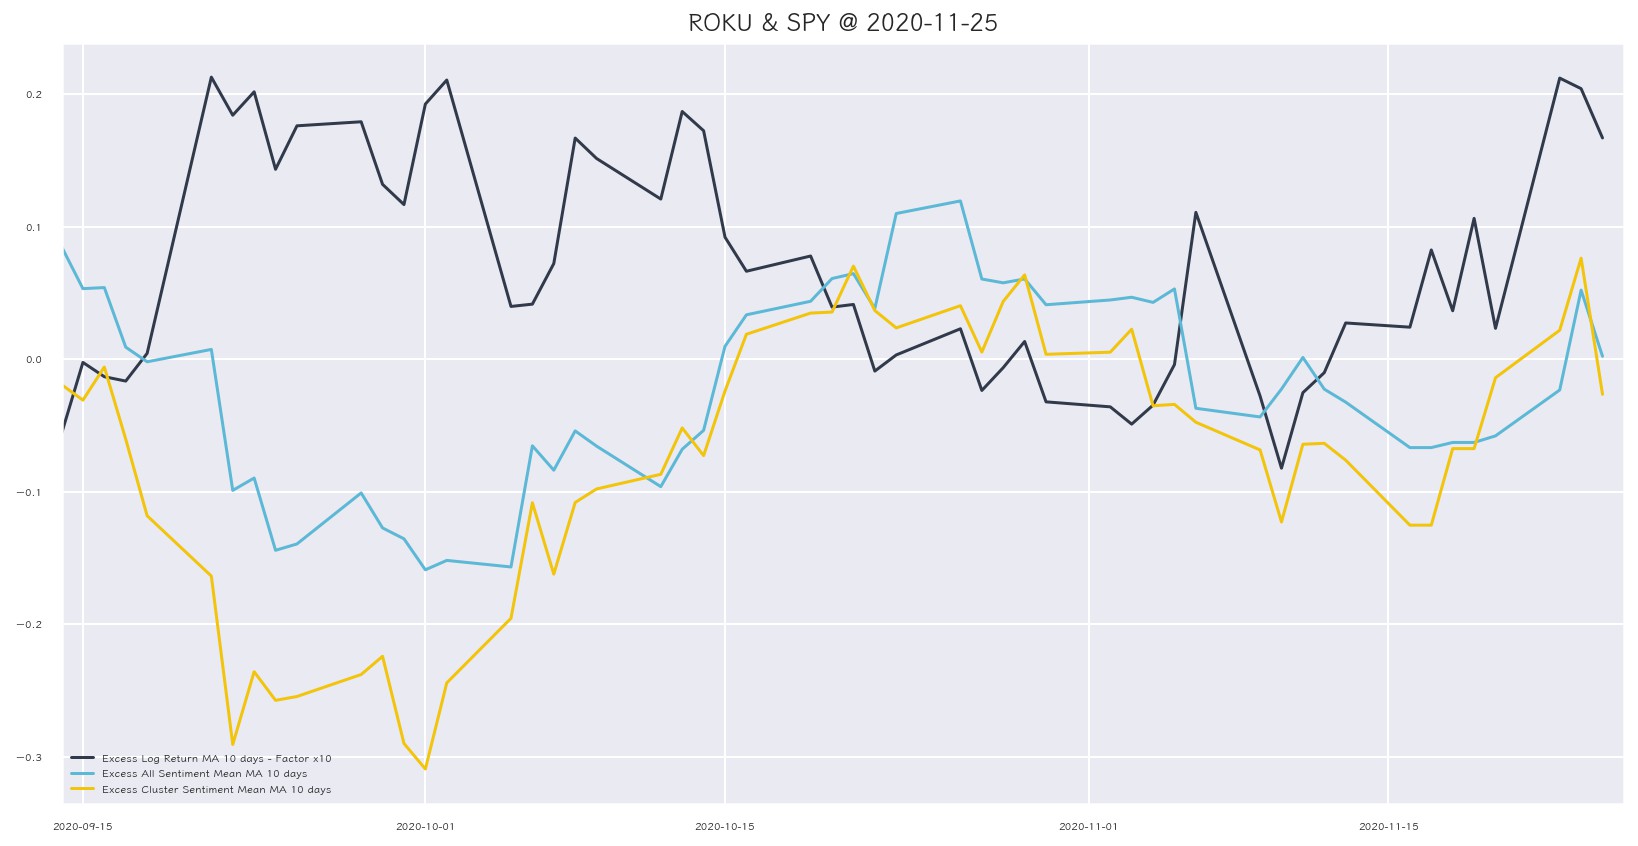 ROKU & SPY @ 2020-11-25
0.2
0.1
0.0
−0.1
−0.2
−0.3
Excess Log Return MA 10 days - Factor x10
Excess All Sentiment Mean MA 10 days
Excess Cluster Sentiment Mean MA 10 days
2020-09-15 2020-10-01 2020-10-15 2020-11-01 2020-11-15